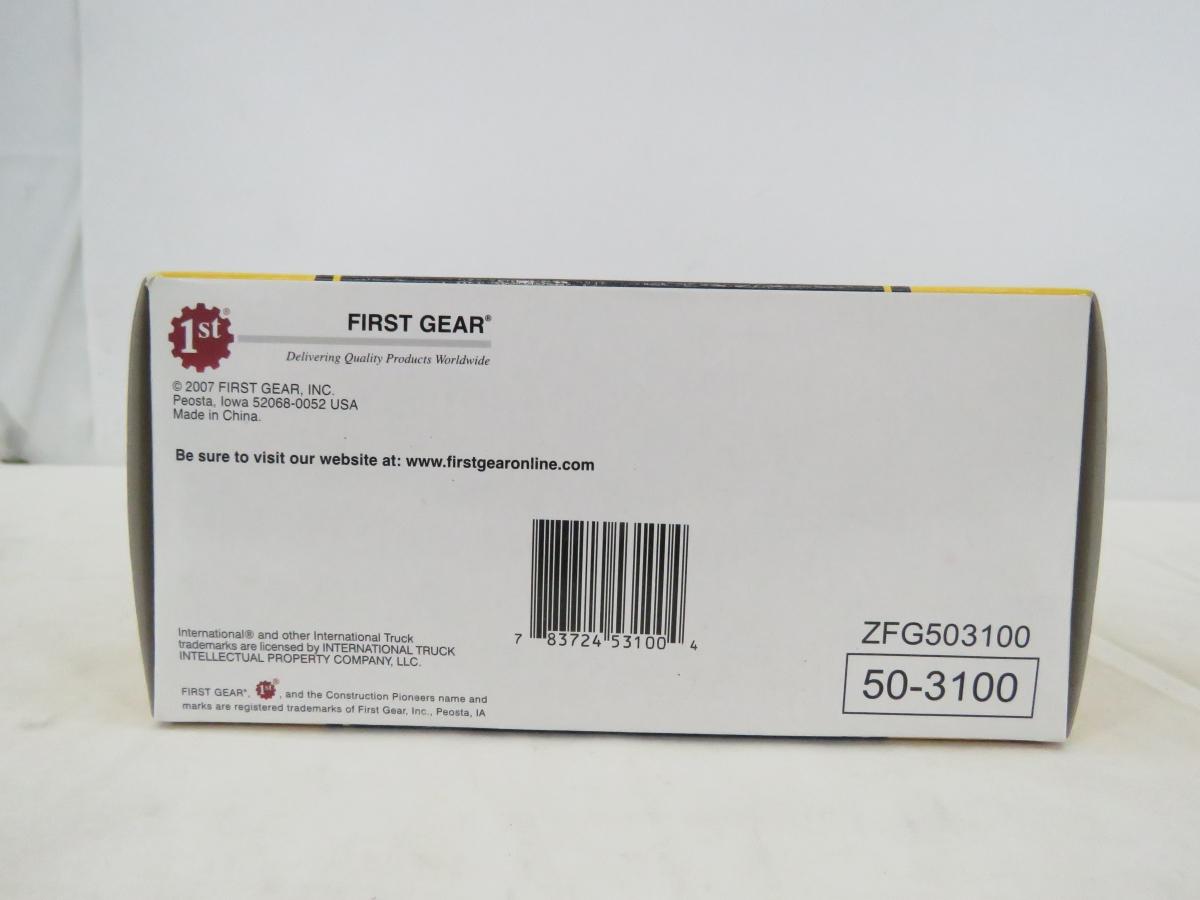 1st®
FIRST GEAR®
Delivering Quality Products Worldwide
© 2007 FIRST GEAR, INC.
Peosta, Iowa 52068-0052 USA
Made in China.
Be sure to visit our website at: www.firstgearonline.com
7 83724 53100 4
International® and other International Truck
trademarks are licensed by INTERNATIONAL TRUCK
INTELLECTUAL PROPERTY COMPANY, LLC.
FIRST GEAR®, 1st®, and the Construction Pioneers name and
marks are registered trademarks of First Gear, Inc., Peosta, IA
ZFG503100
50-3100